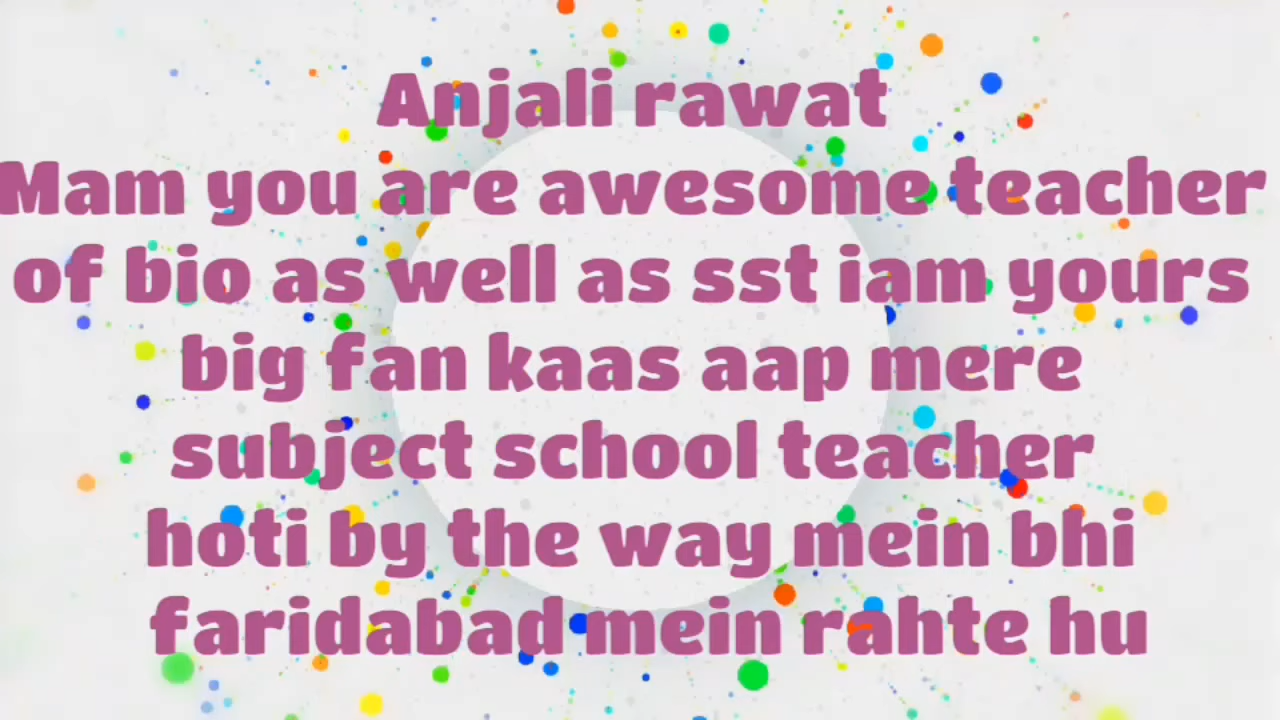 Anjali rawat
Mam you are awesome teacher
of bio as well as sst iam yours
big fan kaas aap mere
subject school teacher
hoti by the way mein bhi
faridabad mein rahte hu